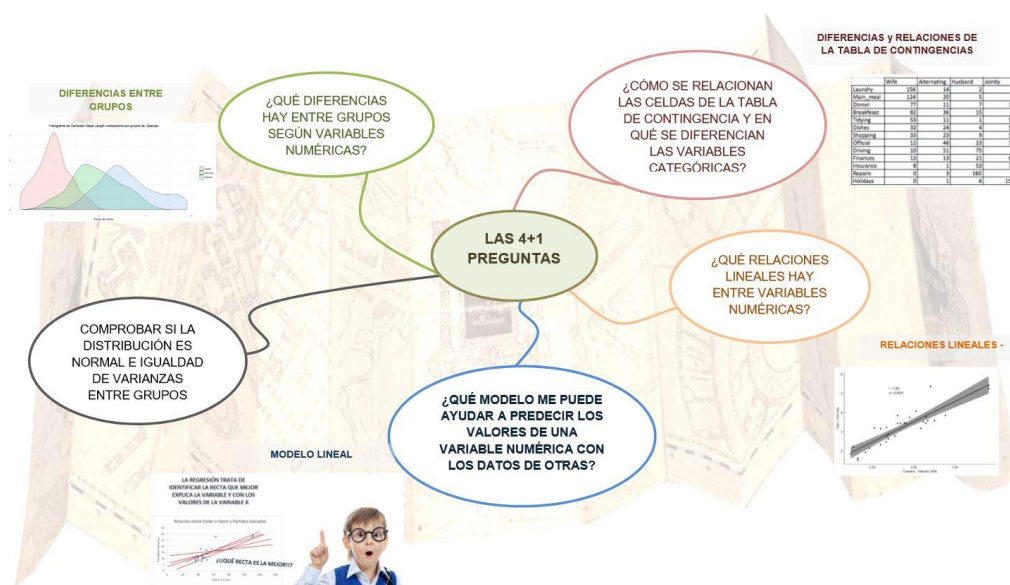 DIFERENCIAS y RELACIONES DE
LA TABLA DE CONTINGENCIAS
Wife Alternating Husband Jointly
Laundry 156 14 2
Main_meal 124 20 5
Dinner 77 11 7
Breakfeast 82 36 15
Tidying 53 11 1
Dishes 32 24 4
Shopping 33 23 9
Official 12 46 23
Driving 10 51 75
Finances 13 13 21
Insurance 8 1 53
Repairs 0 3 160
Holidays 0 1 6
¿CÓMO SE RELACIONAN
LAS CELDAS DE LA TABLA
DE CONTINGENCIA Y EN
QUÉ SE DIFERENCIAN
LAS VARIABLES
CATEGÓRICAS?
DIFERENCIAS ENTRE
GRUPOS
¿QUÉ DIFERENCIAS
HAY ENTRE GRUPOS
SEGÚN VARIABLES
NUMÉRICAS?
LAS 4+1
PREGUNTAS
¿QUÉ RELACIONES
LINEALES HAY
ENTRE VARIABLES
NUMÉRICAS?
COMPROBAR SI LA
DISTRIBUCIÓN ES
NORMAL E IGUALDAD
DE VARIANZAS
ENTRE GRUPOS
RELACIONES LINEALES -
¿QUÉ MODELO ME PUEDE
AYUDAR A PREDECIR LOS
VALORES DE UNA
VARIABLE NUMÉRICA CON
LOS DATOS DE OTRAS?
MODELO LINEAL
LA REGRESIÓN TRATA DE
IDENTIFICAR LA RECTA QUE MEJOR
EXPLICA LA VARIABLE Y CON LOS
VALORES DE LA VARIABLE X
Relación entre Goles a Favor y Partidos Ganados
¿¿¿QUÉ RECTA ES LA MEJOR!!!?